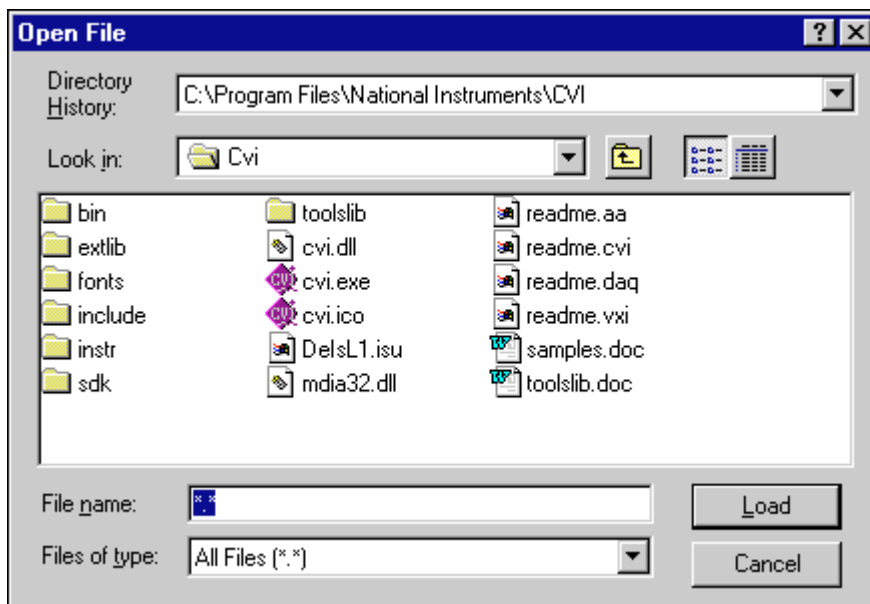 Open File
Directory History:
C:\Program Files\National Instruments\CVI
Look in:
Cvi
bin
extlib
fonts
include
instr
sdk
toolslib
cvi.dll
cvi.exe
cvi.ico
DelsL1.isu
mdia32.dll
readme.aa
readme.cvi
readme.daq
readme.vxi
samples.doc
toolslib.doc
File name:
*.*
Load
Files of type:
All Files (*.*)
Cancel